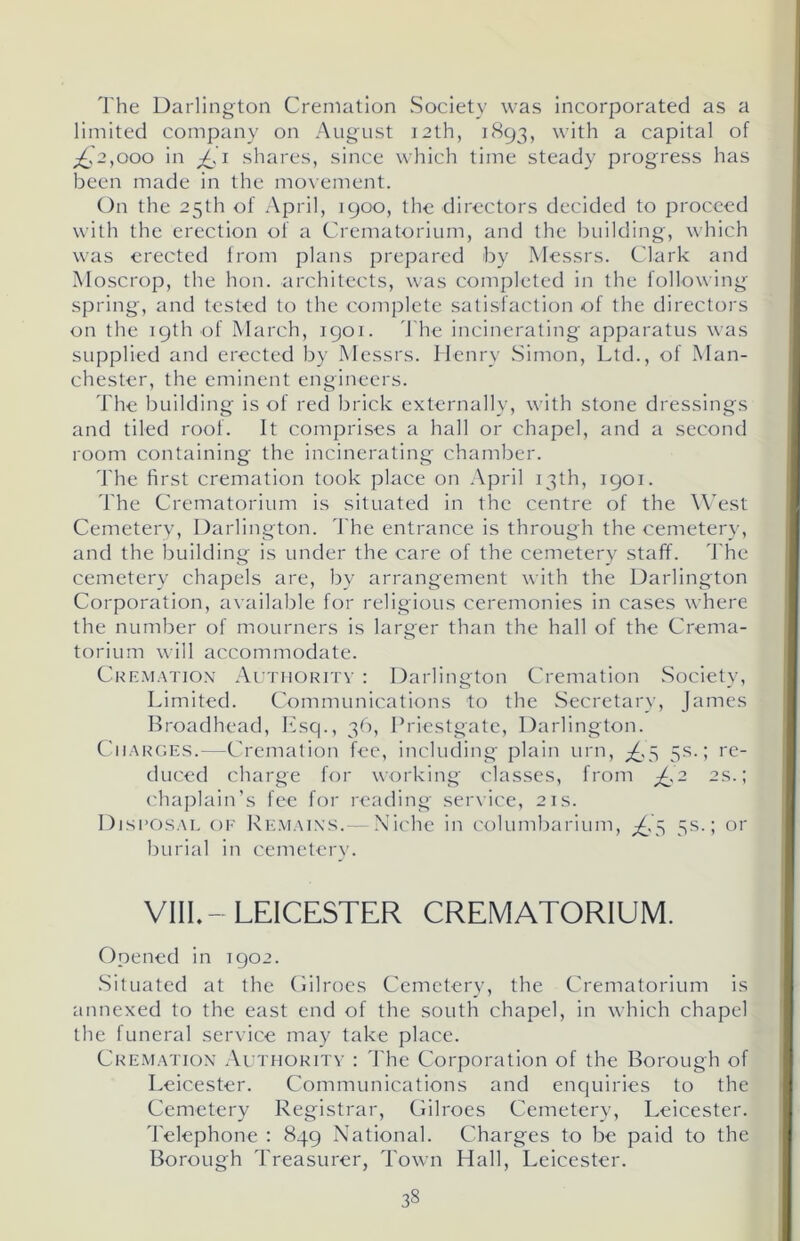 The Darlington Cremation Society was incorporated as a
limited company on August 12th, 1893, with a capital of
£2,000 in £1 shares, since which time steady progress has
been made in the movement.
On the 25th of April, 1900, the directors decided to proceed
with the erection of a Crematorium, and the building, which
was erected from plans prepared by Messrs. Clark and
Moscrop, the hon. architects, was completed in the following
spring, and tested to the complete satisfaction of the directors
on the 19th of March, 1901. The incinerating apparatus was
supplied and erected by Messrs. Henry Simon, Ltd., of Man-
chester, the eminent engineers.
The building is of red brick externally, with stone dressings
and tiled roof. It comprises a hall or chapel, and a second
room containing the incinerating chamber.
The first cremation took place on April 13th, 1901.
The Crematorium is situated in the centre of the West
Cemetery, Darlington. The entrance is through the cemetery,
and the building is under the care of the cemetery staff. The
cemetery chapels are, by arrangement with the Darlington
Corporation, available for religious ceremonies in cases where
the number of mourners is larger than the hall of the Crema-
torium will accommodate.
CREMATION AUTHORITY : Darlington Cremation Society,
Limited. Communications to the Secretary, James
Broadhead, Esq., 36, Priestgate, Darlington.
CHARGES.—Cremation fee, including plain urn, £5 5s.; re-
duced charge for working classes, from £2 2s.;
chaplain's fee for reading service, 21s.
DISPOSAL OF REMAINS.—Niche in columbarium, £5 5s.; or
burial in cemetery.
VIII.-LEICESTER CREMATORIUM.
Opened in 1902.
Situated at the Gilroes Cemetery, the Crematorium is
annexed to the east end of the south chapel, in which chapel
the funeral service may take place.
CREMATION AUTHORITY : The Corporation of the Borough of
Leicester. Communications and enquiries to the
Cemetery Registrar, Gilroes Cemetery, Leicester.
Telephone : 849 National. Charges to be paid to the
Borough Treasurer, Town Hall, Leicester.
38